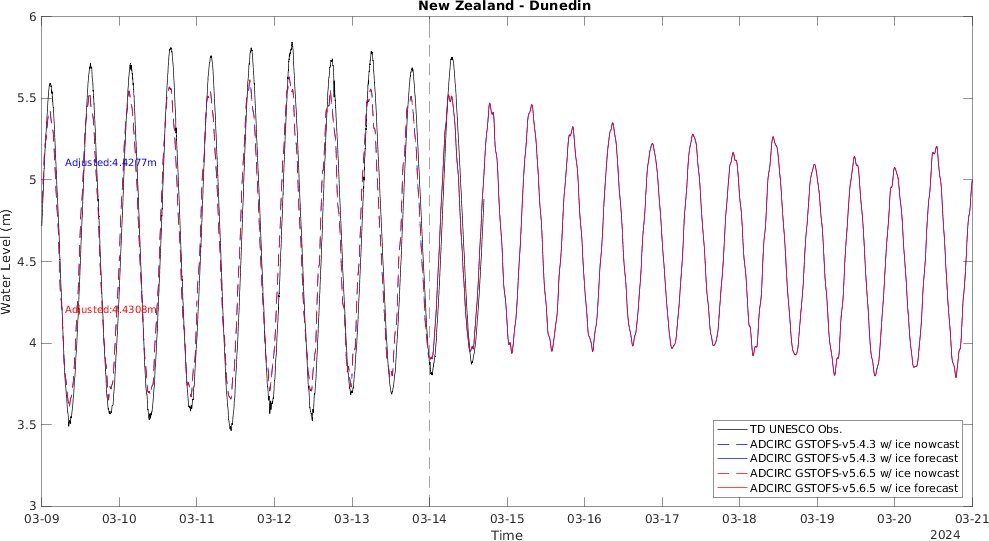 New Zealand - Dunedin
6
5.5
5
4.5
4
3.5
3
Water Level (m)
Adjusted:4.4277m
Adjusted:4.4303m
TD UNESCO Obs.
ADCIRC GSTOFS-v5.4.3 w/ ice nowcast
ADCIRC GSTOFS-v5.4.3 w/ ice forecast
ADCIRC GSTOFS-v5.6.5 w/ ice nowcast
ADCIRC GSTOFS-v5.6.5 w/ ice forecast
03-09 03-10 03-11 03-12 03-13 03-14 03-15 03-16 03-17 03-18 03-19 03-20 03-21
Time
2024